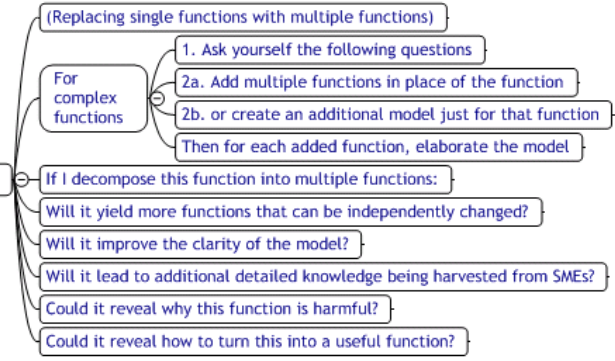 (Replacing single functions with multiple functions)
For
complex
functions
1. Ask yourself the following questions
2a. Add multiple functions in place of the function
2b. or create an additional model just for that function
Then for each added function, elaborate the model
If I decompose this function into multiple functions:
Will it yield more functions that can be independently changed?
Will it improve the clarity of the model?
Will it lead to additional detailed knowledge being harvested from SMEs?
Could it reveal why this function is harmful?
Could it reveal how to turn this into a useful function?